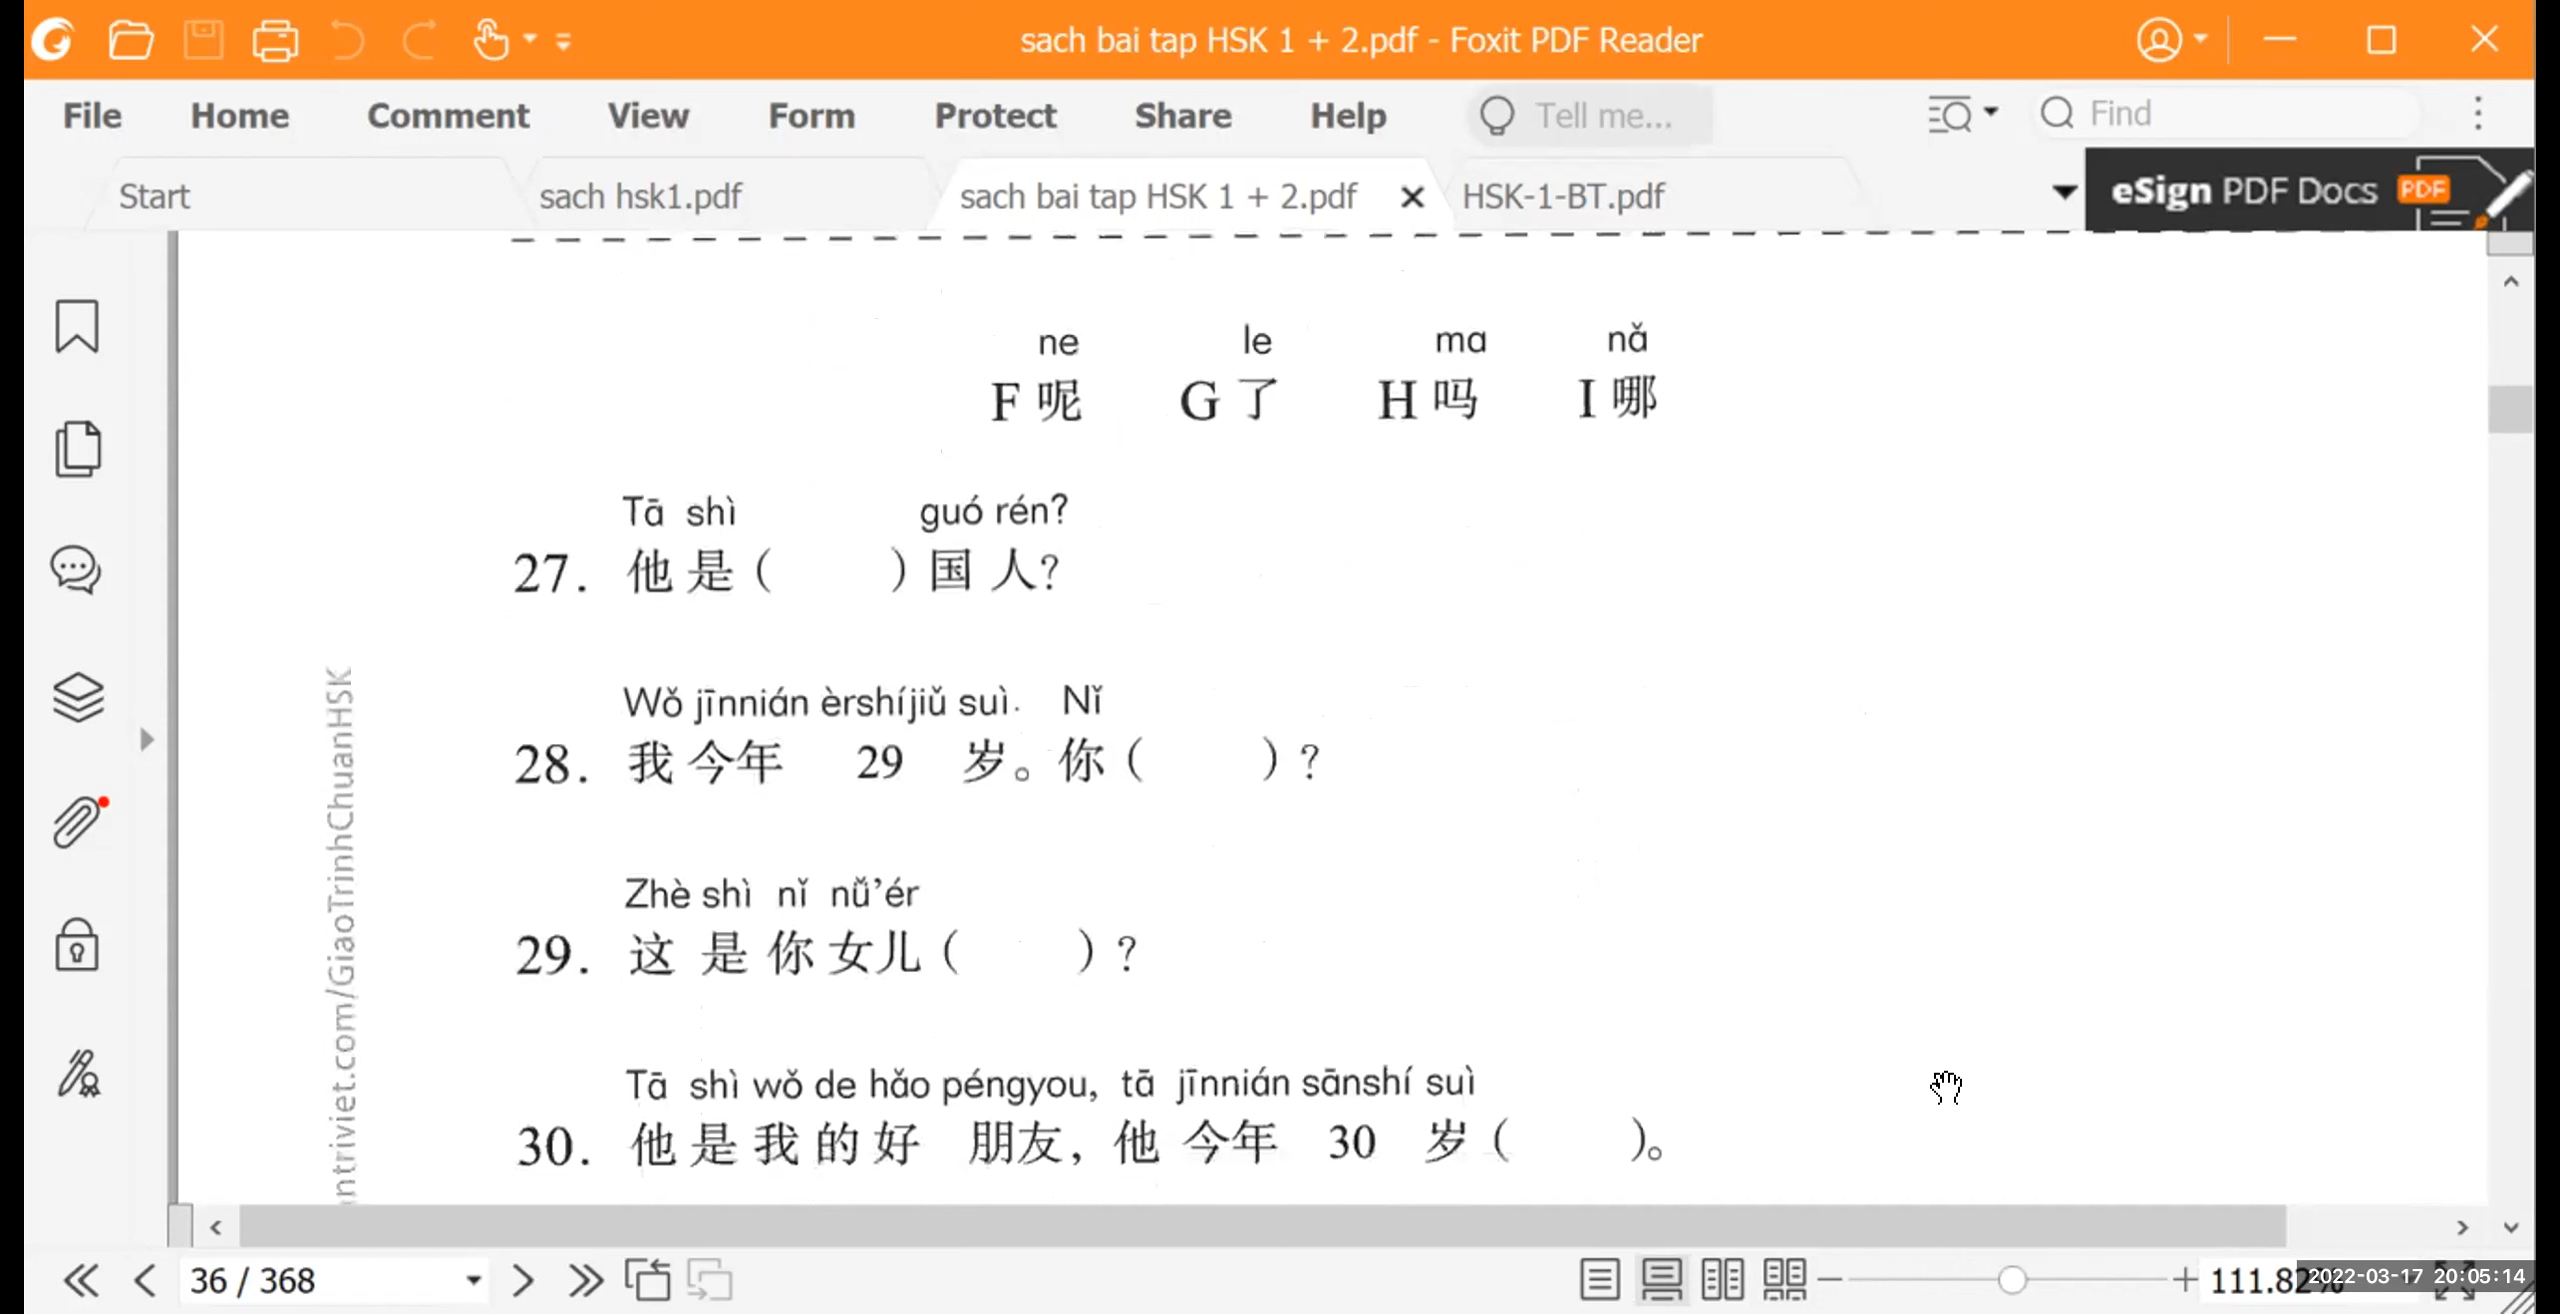 sach bai tap HSK 1 + 2.pdf - Foxit PDF Reader
File Home Comment View Form Protect Share Help Tell me... Find
Start sach hsk1.pdf sach bai tap HSK 1 + 2.pdf HSK-1-BT.pdf eSign PDF Docs PDF
ne le ma nǎ
F 呢 G 了 H 吗 I 哪
Tā shì guó rén?
27. 他是( )国人?
Wǒ jīnnián èrshíjiǔ suì. Nǐ
28. 我今年 29 岁。你( )?
Zhè shì nǐ nǚ'ér
29. 这是你女儿( )?
Tā shì wǒ de hǎo péngyou, tā jīnnián sānshí suì
30. 他是我的好朋友,他今年 30 岁( )。
ntriviet.com/GiaoTrinhChuanHSK
36 / 368
111.82%
2022-03-17 20:05:14